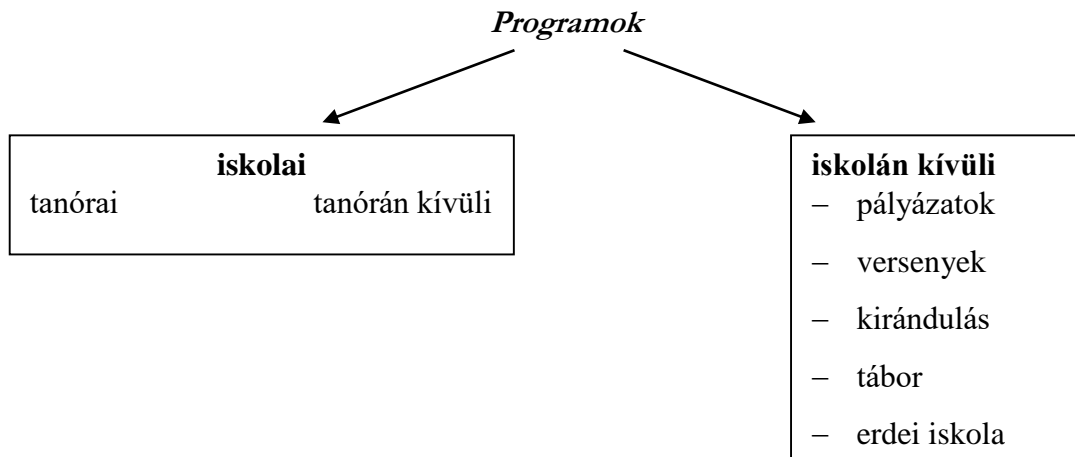 Programok
iskolai
tanórai tanórán kívüli
iskolán kívüli
– pályázatok
– versenyek
– kirándulás
– tábor
– erdei iskola